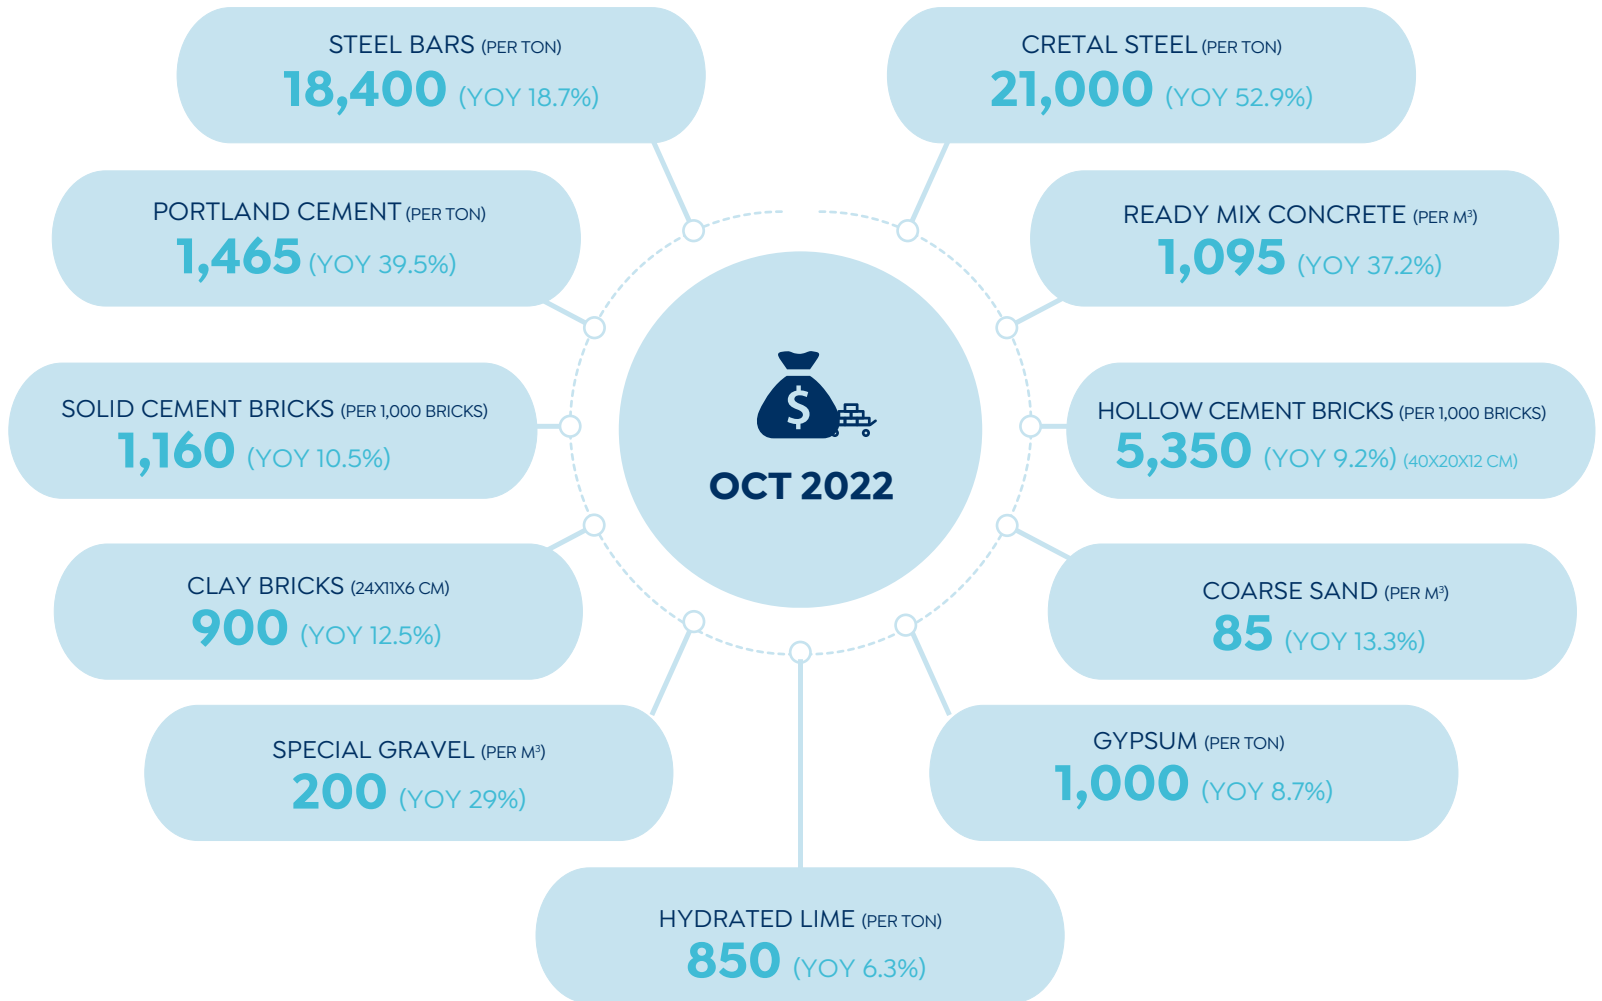 STEEL BARS (PER TON)
18,400 (YOY 18.7%)
CRETAL STEEL (PER TON)
21,000 (YOY 52.9%)
PORTLAND CEMENT (PER TON)
1,465 (YOY 39.5%)
READY MIX CONCRETE (PER M³)
1,095 (YOY 37.2%)
SOLID CEMENT BRICKS (PER 1,000 BRICKS)
1,160 (YOY 10.5%)
HOLLOW CEMENT BRICKS (PER 1,000 BRICKS)
5,350 (YOY 9.2%) (40X20X12 CM)
$
OCT 2022
CLAY BRICKS (24X11X6 CM)
900 (YOY 12.5%)
COARSE SAND (PER M³)
85 (YOY 13.3%)
SPECIAL GRAVEL (PER M³)
200 (YOY 29%)
GYPSUM (PER TON)
1,000 (YOY 8.7%)
HYDRATED LIME (PER TON)
850 (YOY 6.3%)